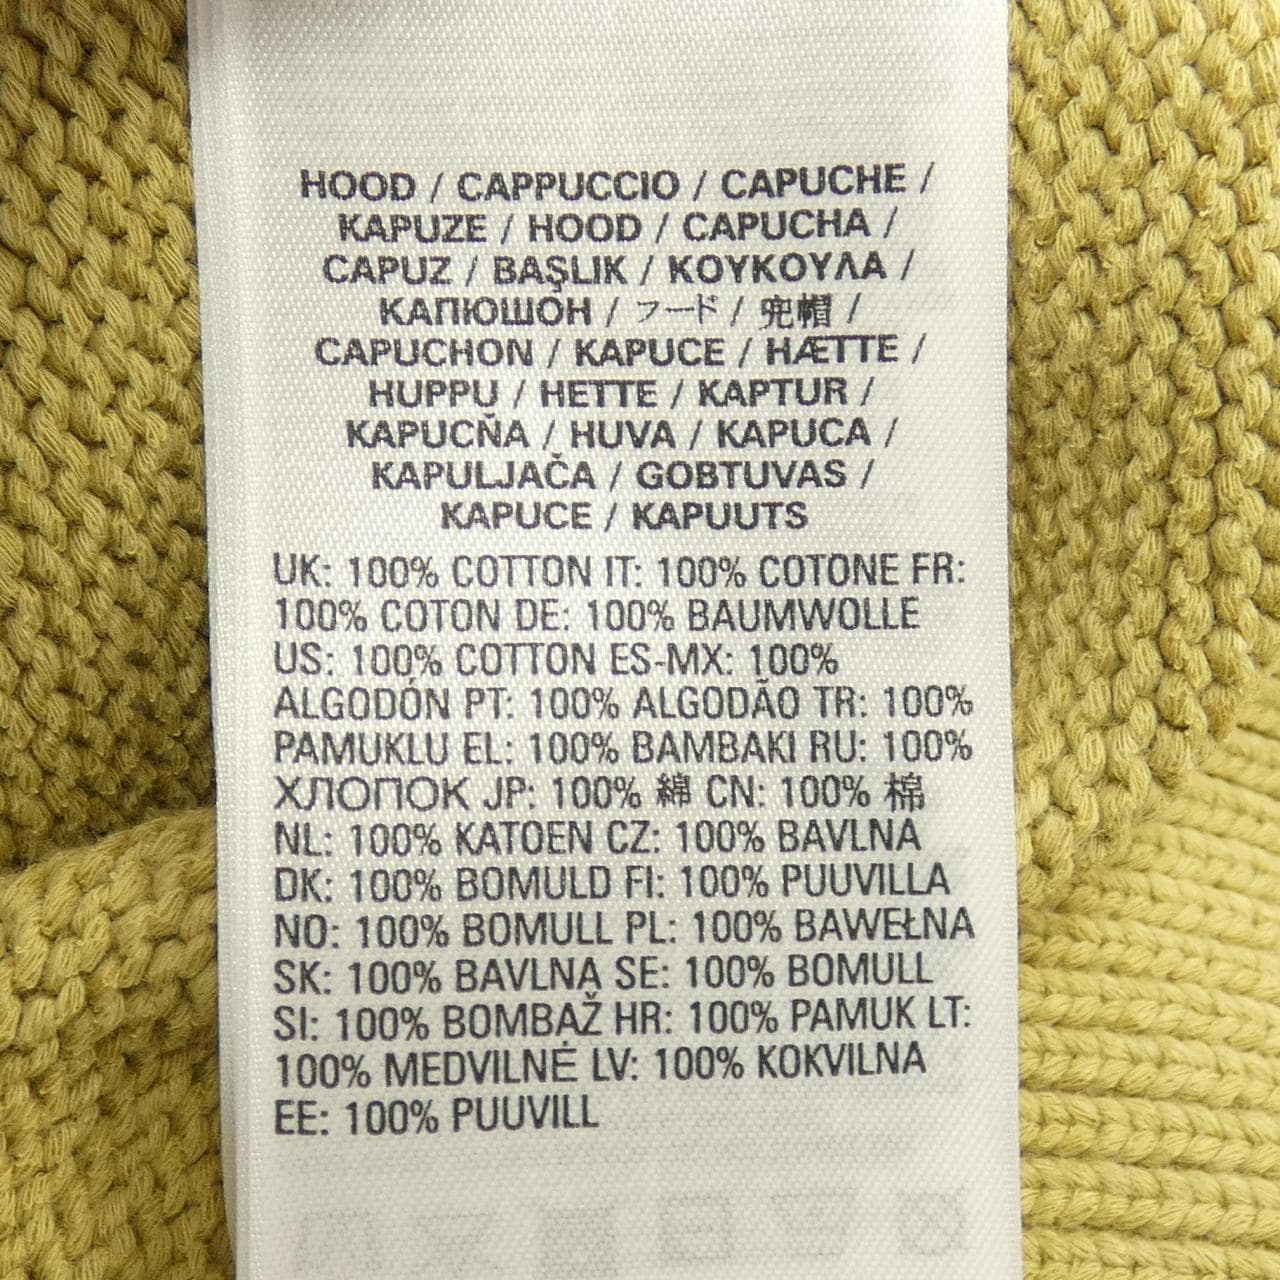 HOOD / CAPPUCCIO / CAPUCHE /
KAPUZE / HOOD / CAPUCHA /
CAPUZ / BAŞLIK / ΚΟΥΚΟΥΛΑ /
КАПЮШОН / フード / 兜帽 /
CAPUCHON / KAPUCE / HÆTTE /
HUPPU / HETTE / KAPTUR /
KAPUCŇA / HUVA / KAPUCA /
KAPULJAČA / GOBTUVAS /
KAPUCE / KAPUUTS
UK: 100% COTTON IT: 100% COTONE FR:
100% COTON DE: 100% BAUMWOLLE
US: 100% COTTON ES-MX: 100%
ALGODÓN PT: 100% ALGODÃO TR: 100%
PAMUKLU EL: 100% ΒΑΜΒΑΚΙ RU: 100%
ХЛОПОК JP: 100% 綿 CN: 100% 棉
NL: 100% KATOEN CZ: 100% BAVLNA
DK: 100% BOMULD FI: 100% PUUVILLA
NO: 100% BOMULL PL: 100% BAWEŁNA
SK: 100% BAVLNA SE: 100% BOMULL
SI: 100% BOMBAŽ HR: 100% PAMUK LT:
100% MEDVILNĖ LV: 100% KOKVILNA
EE: 100% PUUVILL